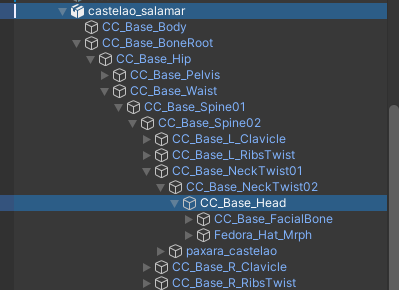 castelao_salamar
CC_Base_Body
CC_Base_BoneRoot
CC_Base_Hip
CC_Base_Pelvis
CC_Base_Waist
CC_Base_Spine01
CC_Base_Spine02
CC_Base_L_Clavicle
CC_Base_L_RibsTwist
CC_Base_NeckTwist01
CC_Base_NeckTwist02
CC_Base_Head
CC_Base_FacialBone
Fedora_Hat_Mrph
paxara_castelao
CC_Base_R_Clavicle
CC_Base_R_RibsTwist